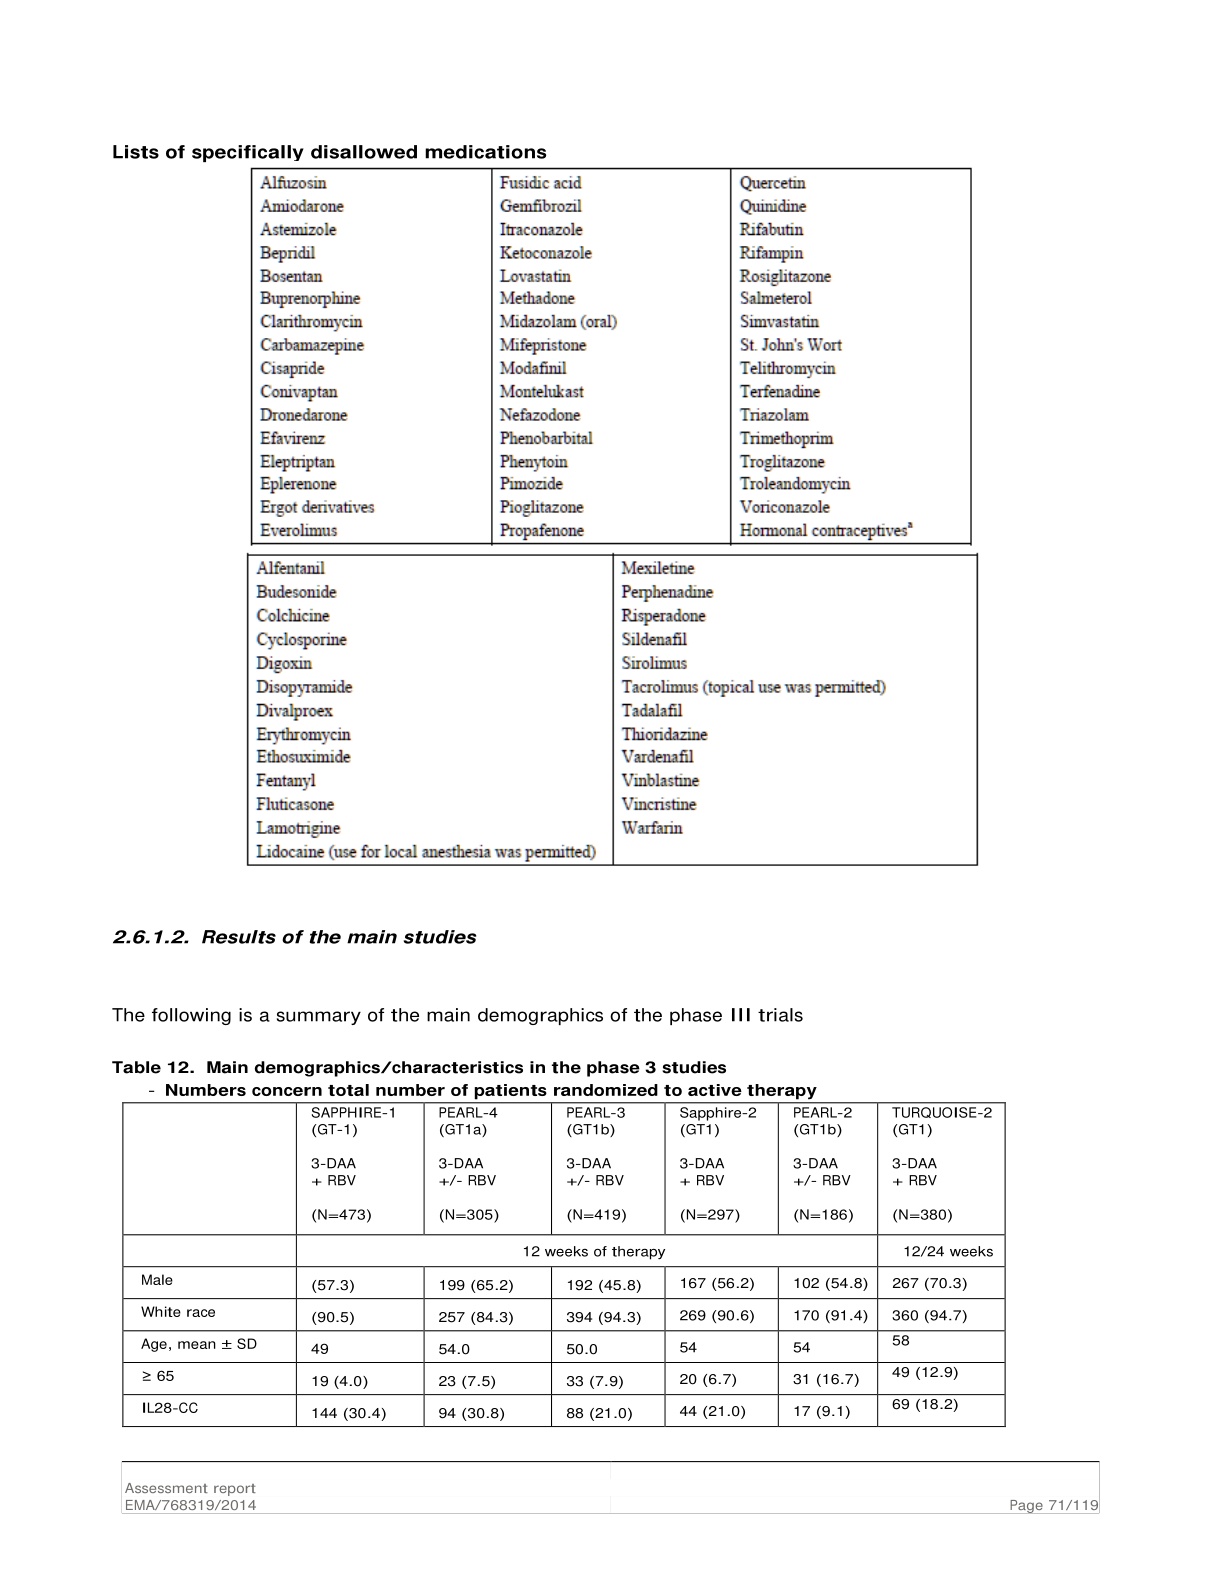 Lists of specifically disallowed medications
Alfuzosin
Amiodarone
Astemizole
Bepridil
Bosentan
Buprenorphine
Clarithromycin
Carbamazepine
Cisapride
Conivaptan
Dronedarone
Efavirenz
Eleptriptan
Eplerenone
Ergot derivatives
Everolimus
Fusidic acid
Gemfibrozil
Itraconazole
Ketoconazole
Lovastatin
Methadone
Midazolam (oral)
Mifepristone
Modafinil
Montelukast
Nefazodone
Phenobarbital
Phenytoin
Pimozide
Pioglitazone
Propafenone
Quercetin
Quinidine
Rifabutin
Rifampin
Rosiglitazone
Salmeterol
Simvastatin
St. John's Wort
Telithromycin
Terfenadine
Triazolam
Trimethoprim
Troglitazone
Troleandomycin
Voriconazole
Hormonal contraceptivesª
Alfentanil
Budesonide
Colchicine
Cyclosporine
Digoxin
Disopyramide
Divalproex
Erythromycin
Ethosuximide
Fentanyl
Fluticasone
Lamotrigine
Lidocaine (use for local anesthesia was permitted)
Mexiletine
Perphenadine
Risperadone
Sildenafil
Sirolimus
Tacrolimus (topical use was permitted)
Tadalafil
Thioridazine
Vardenafil
Vinblastine
Vincristine
Warfarin
2.6.1.2. Results of the main studies
The following is a summary of the main demographics of the phase III trials
Table 12. Main demographics/characteristics in the phase 3 studies
- Numbers concern total number of patients randomized to active therapy
SAPPHIRE-1 PEARL-4 PEARL-3 Sapphire-2 PEARL-2 TURQUOISE-2
(GT-1) (GT1a) (GT1b) (GT1) (GT1b) (GT1)
3-DAA 3-DAA 3-DAA 3-DAA 3-DAA 3-DAA
+ RBV +/- RBV +/- RBV + RBV +/- RBV + RBV
(N=473) (N=305) (N=419) (N=297) (N=186) (N=380)
12 weeks of therapy 12/24 weeks
Male (57.3) 199 (65.2) 192 (45.8) 167 (56.2) 102 (54.8) 267 (70.3)
White race (90.5) 257 (84.3) 394 (94.3) 269 (90.6) 170 (91.4) 360 (94.7)
Age, mean ± SD 49 54.0 50.0 54 54 58
≥ 65 19 (4.0) 23 (7.5) 33 (7.9) 20 (6.7) 31 (16.7) 49 (12.9)
IL28-CC 144 (30.4) 94 (30.8) 88 (21.0) 44 (21.0) 17 (9.1) 69 (18.2)
Assessment report
EMA/768319/2014 Page 71/119